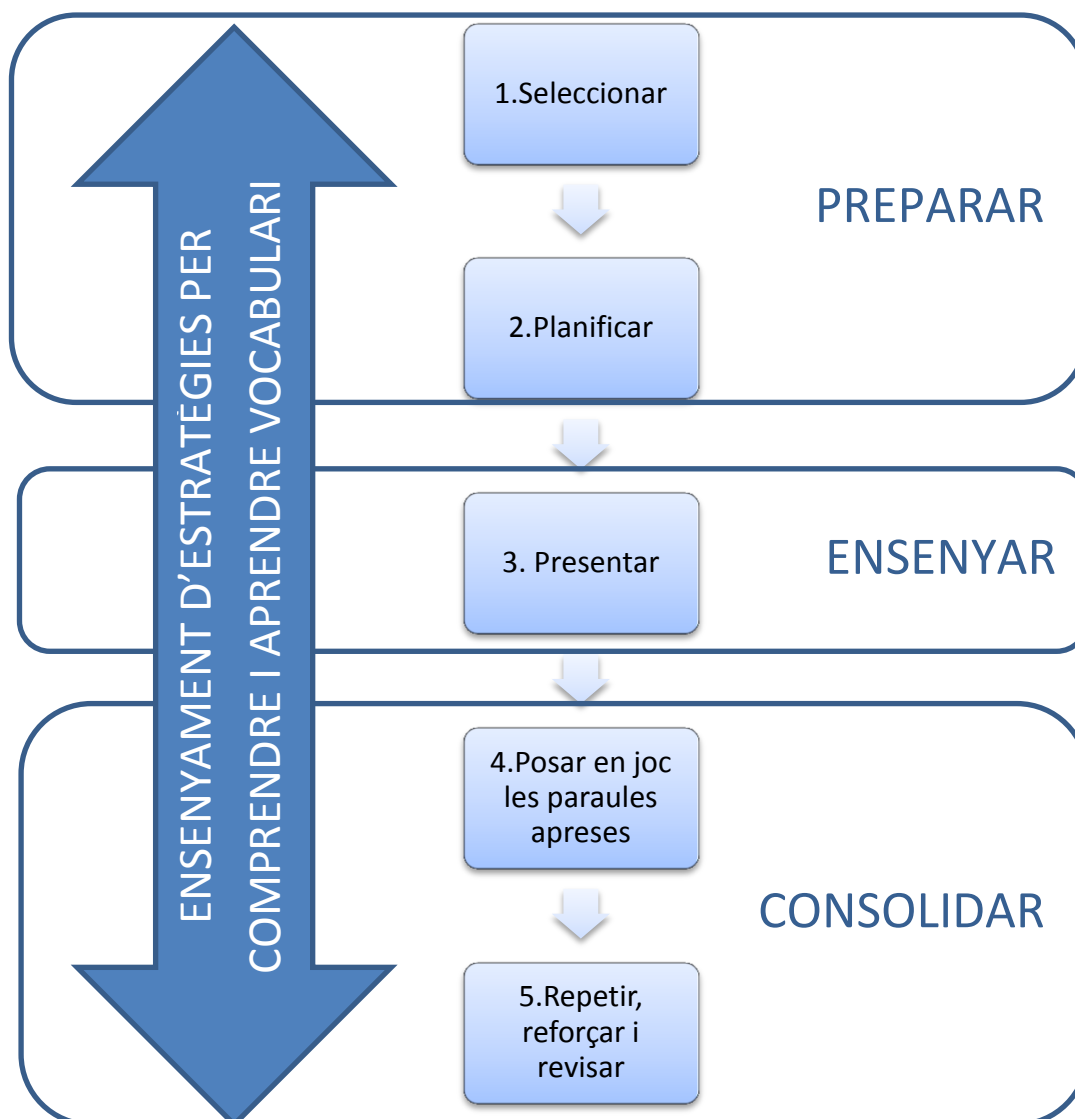 ENSENYAMENT D'ESTRATÈGIES PER
COMPRENDRE I APRENDRE VOCABULARI
1.Seleccionar
PREPARAR
2.Planificar
3. Presentar
ENSENYAR
4.Posar en joc
les paraules
apreses
CONSOLIDAR
5.Repetir,
reforçar i
revisar